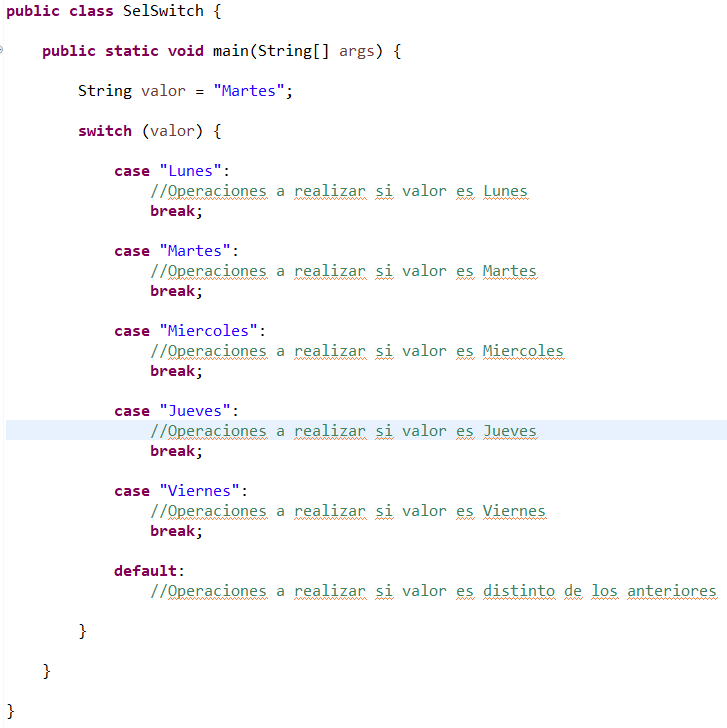 public class SelSwitch {
public static void main(String[] args) {
String valor = "Martes";
switch (valor) {
case "Lunes":
//Operaciones a realizar si valor es Lunes
break;
case "Martes":
//Operaciones a realizar si valor es Martes
break;
case "Miercoles":
//Operaciones a realizar si valor es Miercoles
break;
case "Jueves":
//Operaciones a realizar si valor es Jueves
break;
case "Viernes":
//Operaciones a realizar si valor es Viernes
break;
default:
//Operaciones a realizar si valor es distinto de los anteriores
}
}
}